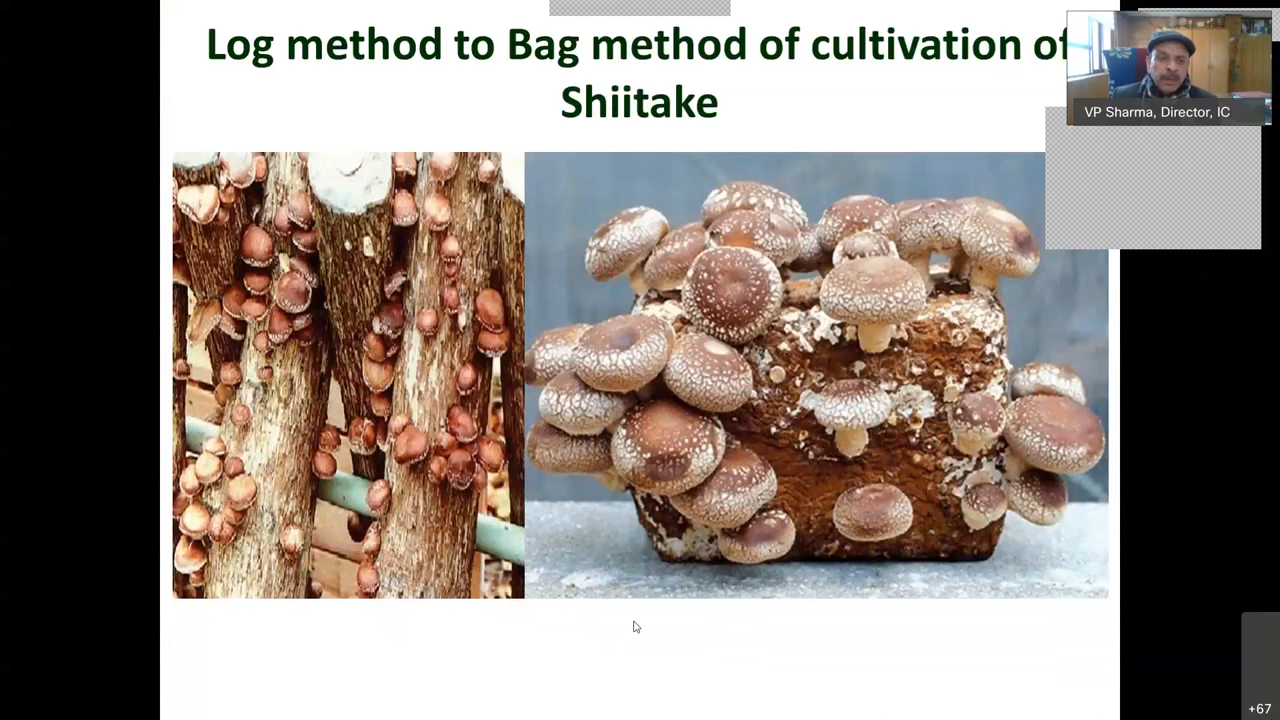 Log method to Bag method of cultivation of
Shiitake
VP Sharma, Director, IC
+67